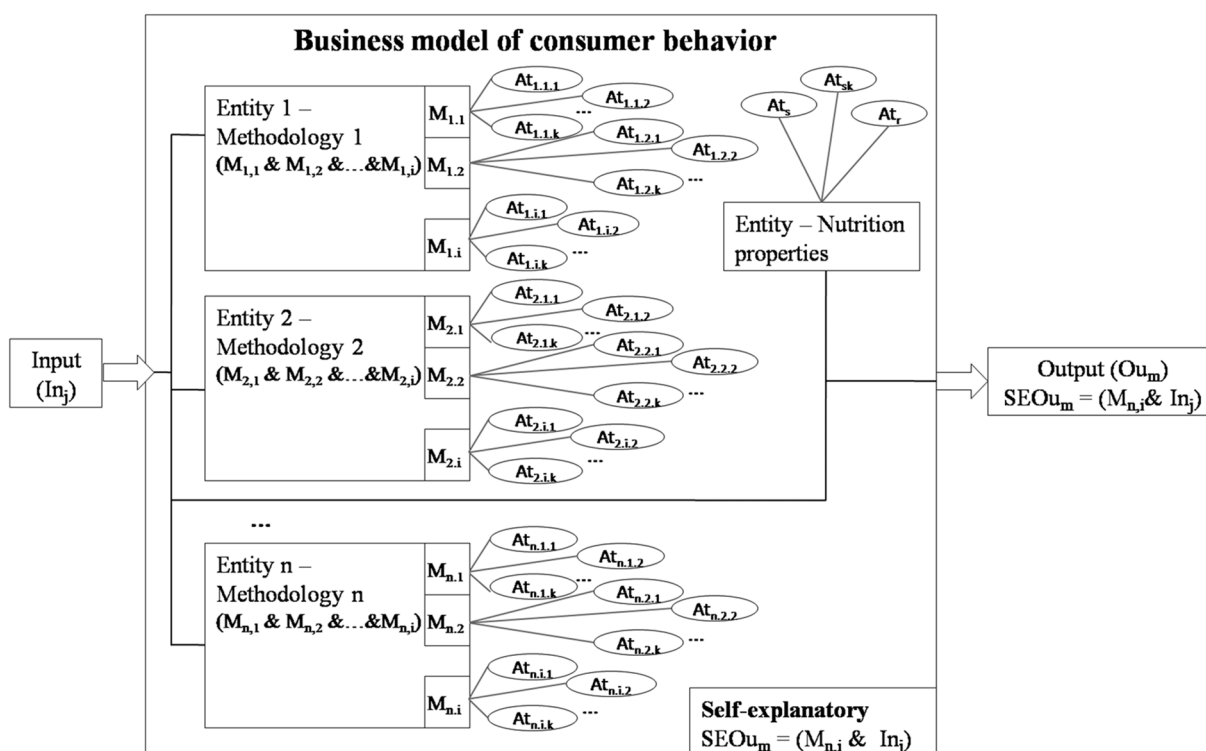 Business model of consumer behavior
Entity 1 –
Methodology 1
(M1,1 & M1,2 &…&M1,i)
M1.1
M1.2
M1.i
At1.1.1
At1.1.2
At1.1.k
...
At1.2.1
At1.2.2
At1.2.k
...
At1.i.1
At1.i.2
At1.i.k
...
Ats
Atsk
Atr
Entity – Nutrition
properties
Input
(Inj)
Entity 2 –
Methodology 2
(M2,1 & M2,2 &…&M2,i)
M2.1
M2.2
M2.i
At2.1.1
At2.1.2
At2.1.k
...
At2.2.1
At2.2.2
At2.2.k
...
At2.i.1
At2.i.2
At2.i.k
...
Output (Oum)
SEOum = (Mn,i& Inj)
...
Entity n –
Methodology n
(Mn,1 & Mn,2 &…&Mn,i)
Mn.1
Mn.2
Mn.i
Atn.1.1
Atn.1.2
Atn.1.k
...
Atn.2.1
Atn.2.2
Atn.2.k
...
Atn.i.1
Atn.i.2
Atn.i.k
...
Self-explanatory
SEOum = (Mn,i & Inj)